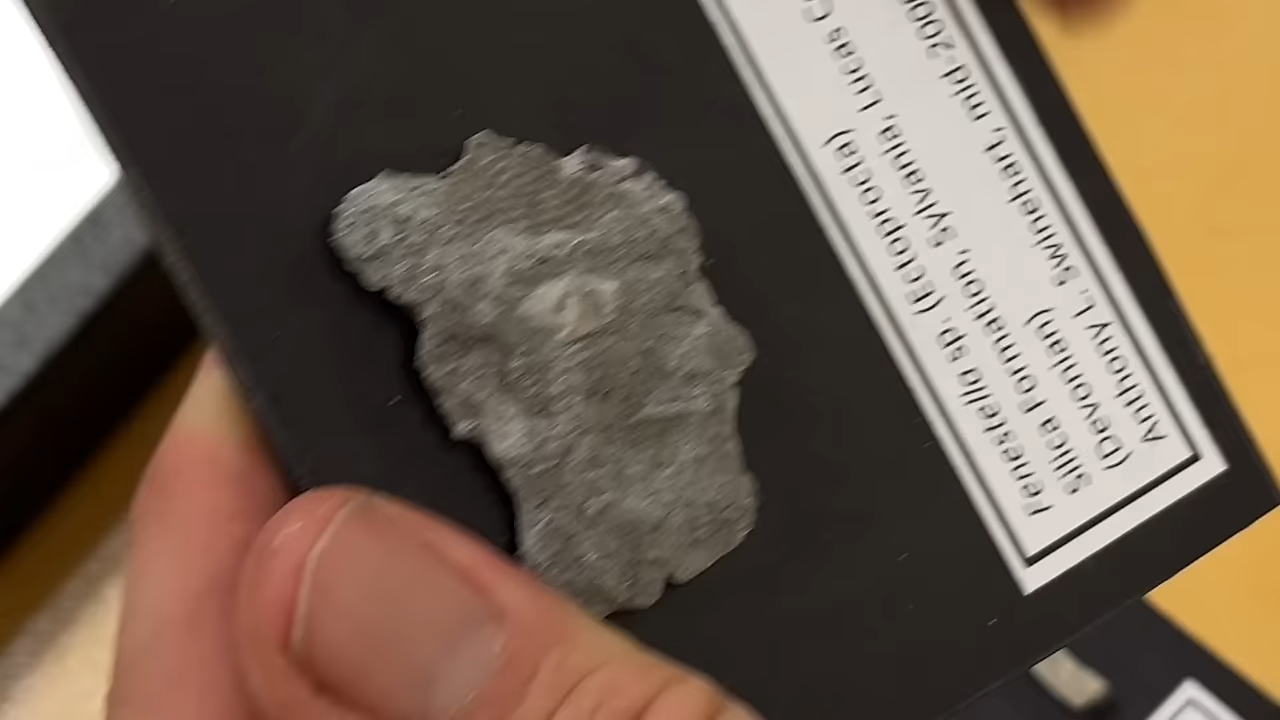 Fenestella sp. (Ectoprocta)
Silica Formation, Sylvania, Lucas
(Devonian)
Anthony L. Swinehart, mid-200